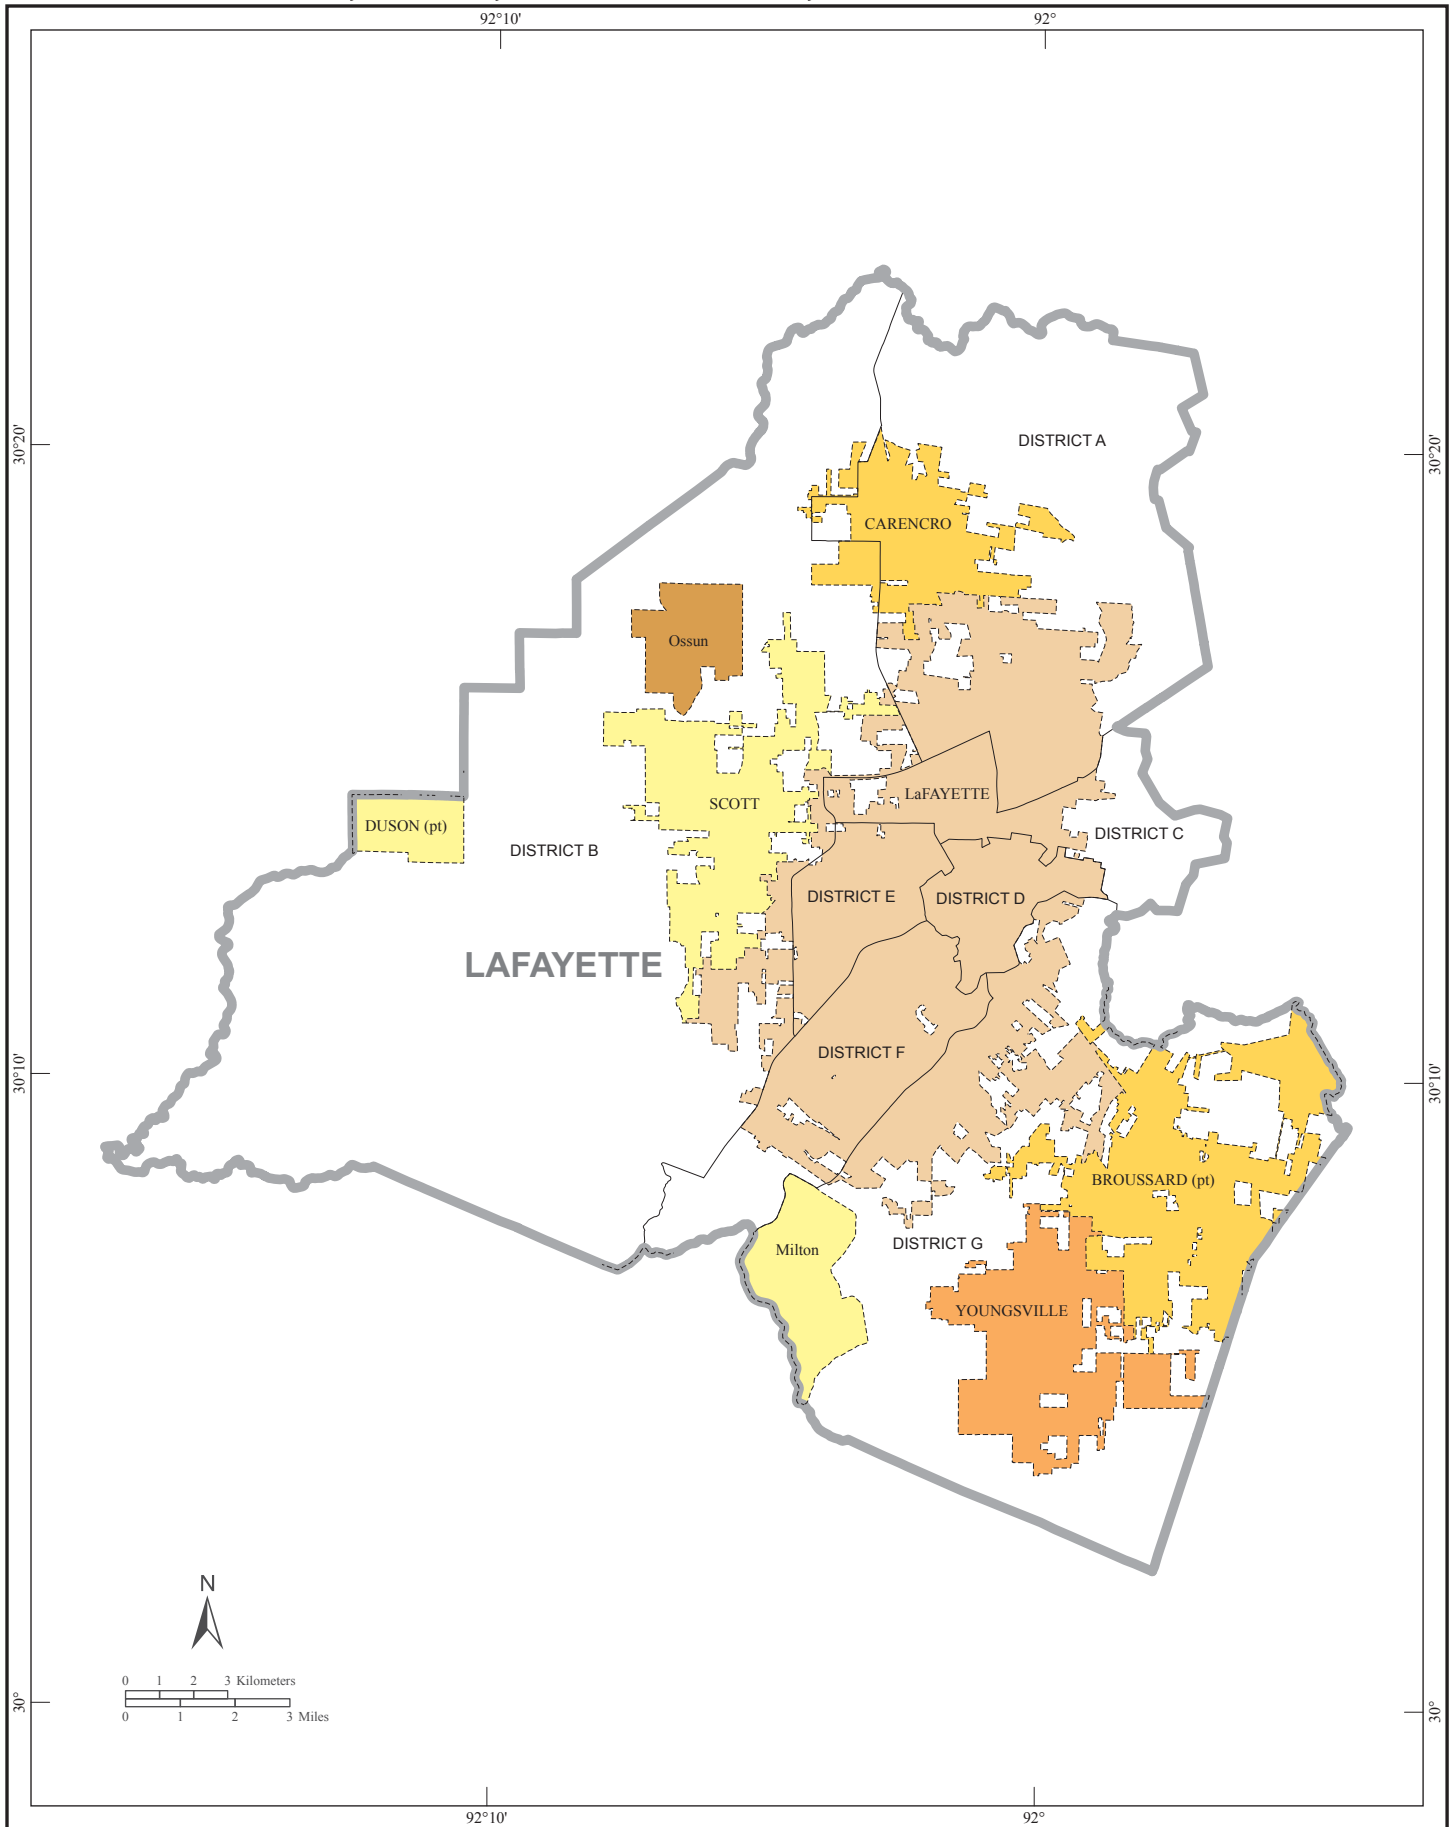 92°10'
92°
30°20'
30°20'
DISTRICT A
CARENCRO
Ossun
LaFAYETTE
SCOTT
DUSON (pt)
DISTRICT B
DISTRICT C
DISTRICT E
DISTRICT D
LAFAYETTE
DISTRICT F
30°10'
30°10'
BROUSSARD (pt)
DISTRICT G
Milton
YOUNGSVILLE
N
0 1 2 3 Kilometers
0 1 2 3 Miles
30°
30°
92°10'
92°